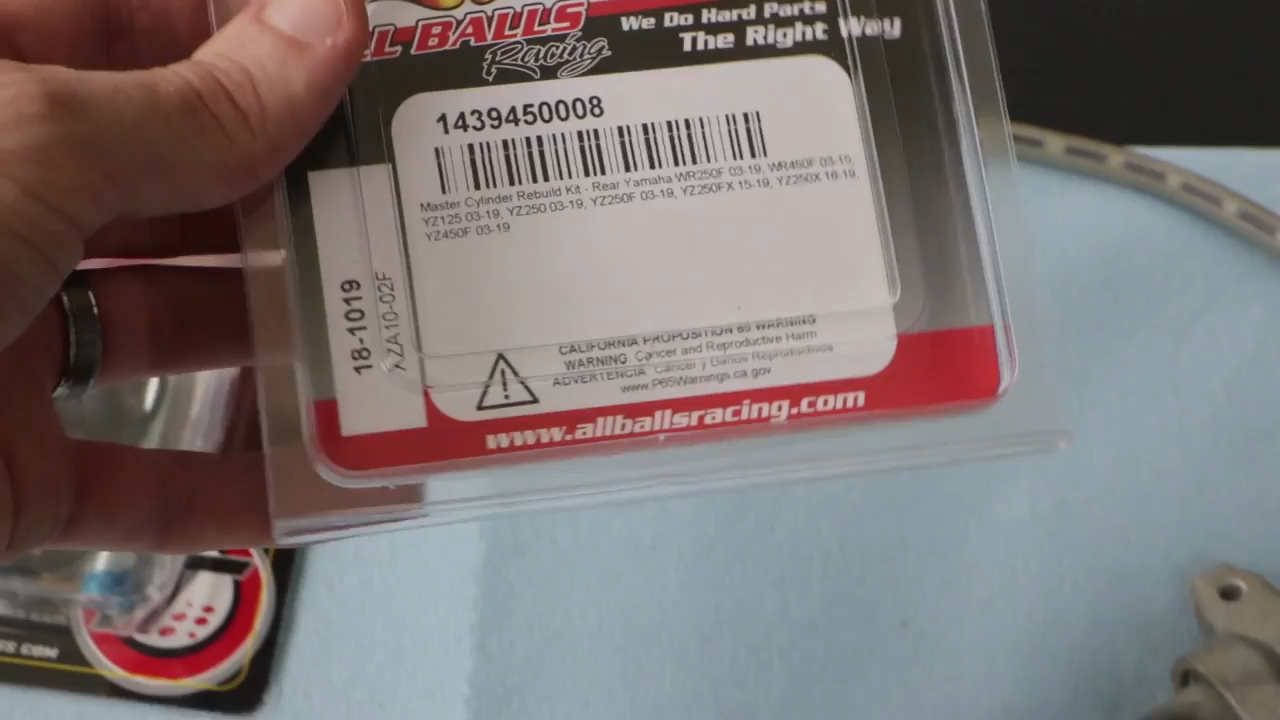 LL BALLS
Racing
We Do Hard Parts
The Right Way
1439450008
Master Cylinder Rebuild Kit - Rear Yamaha WR250F 03-19, WR450F 03-15,
YZ125 03-19, YZ250 03-19, YZ250F 03-19, YZ250FX 15-19, YZ250X 16-19,
YZ450F 03-19
18-1019
AZA10-02F
CALIFORNIA PROPOSITION 65 WARNING
WARNING: Cancer and Reproductive Harm
ADVERTENCIA: Cáncer y Daños Reproductivos
www.P65Warnings.ca.gov
www.allballsracing.com